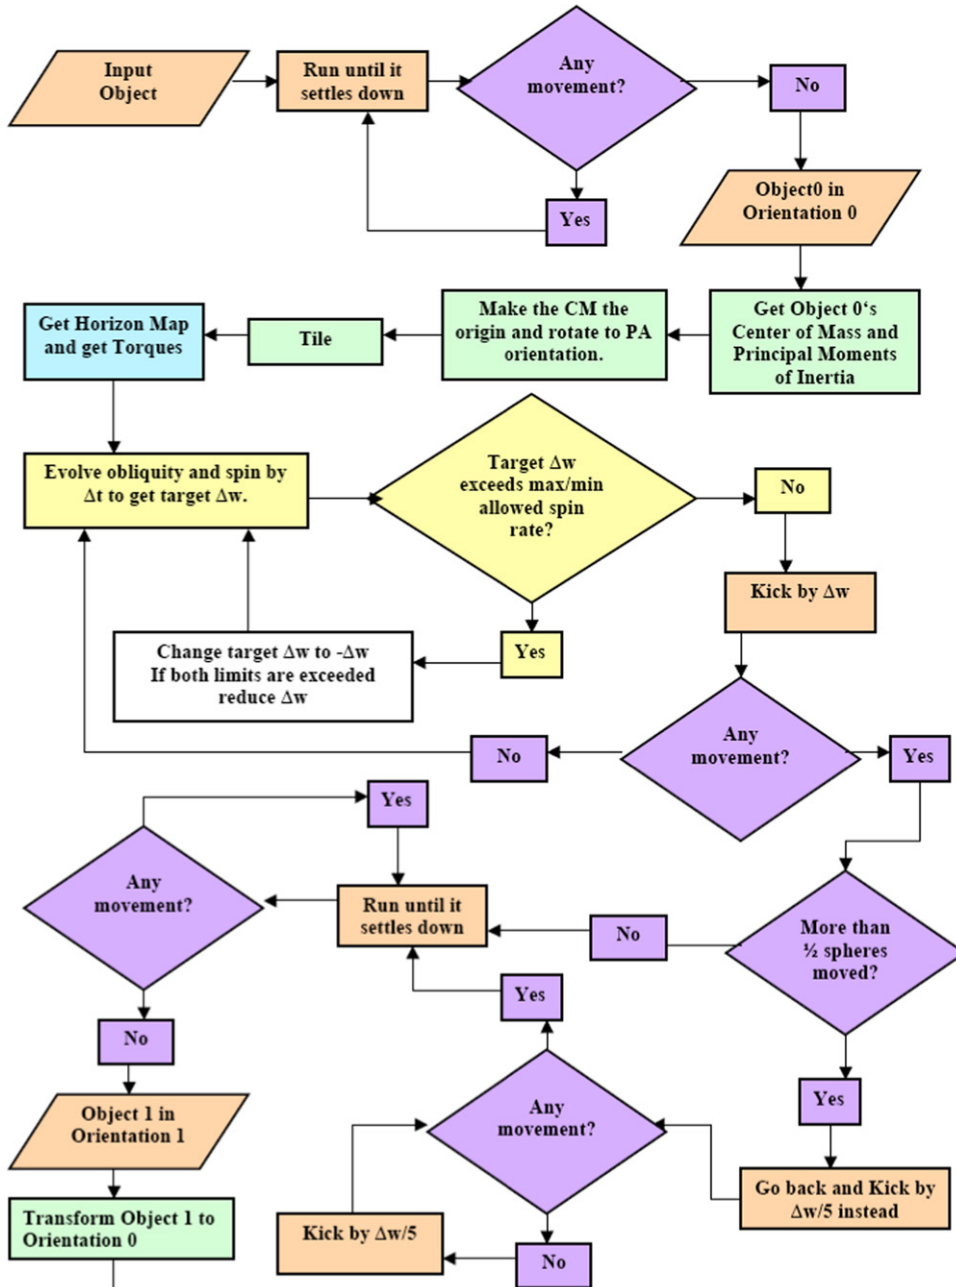 Input
Object
Run until it
settles down
Any
movement?
No
Yes
Object0 in
Orientation 0
Get Object 0‘s
Center of Mass and
Principal Moments
of Inertia
Make the CM the
origin and rotate to PA
orientation.
Tile
Get Horizon Map
and get Torques
Evolve obliquity and spin by
Δt to get target Δw.
Target Δw
exceeds max/min
allowed spin
rate?
No
Yes
Change target Δw to -Δw
If both limits are exceeded
reduce Δw
Kick by Δw
Any
movement?
No
Yes
More than
½ spheres
moved?
No
Yes
Go back and Kick by
Δw/5 instead
Any
movement?
No
Kick by Δw/5
Yes
Run until it
settles down
Any
movement?
Yes
No
Object 1 in
Orientation 1
Transform Object 1 to
Orientation 0